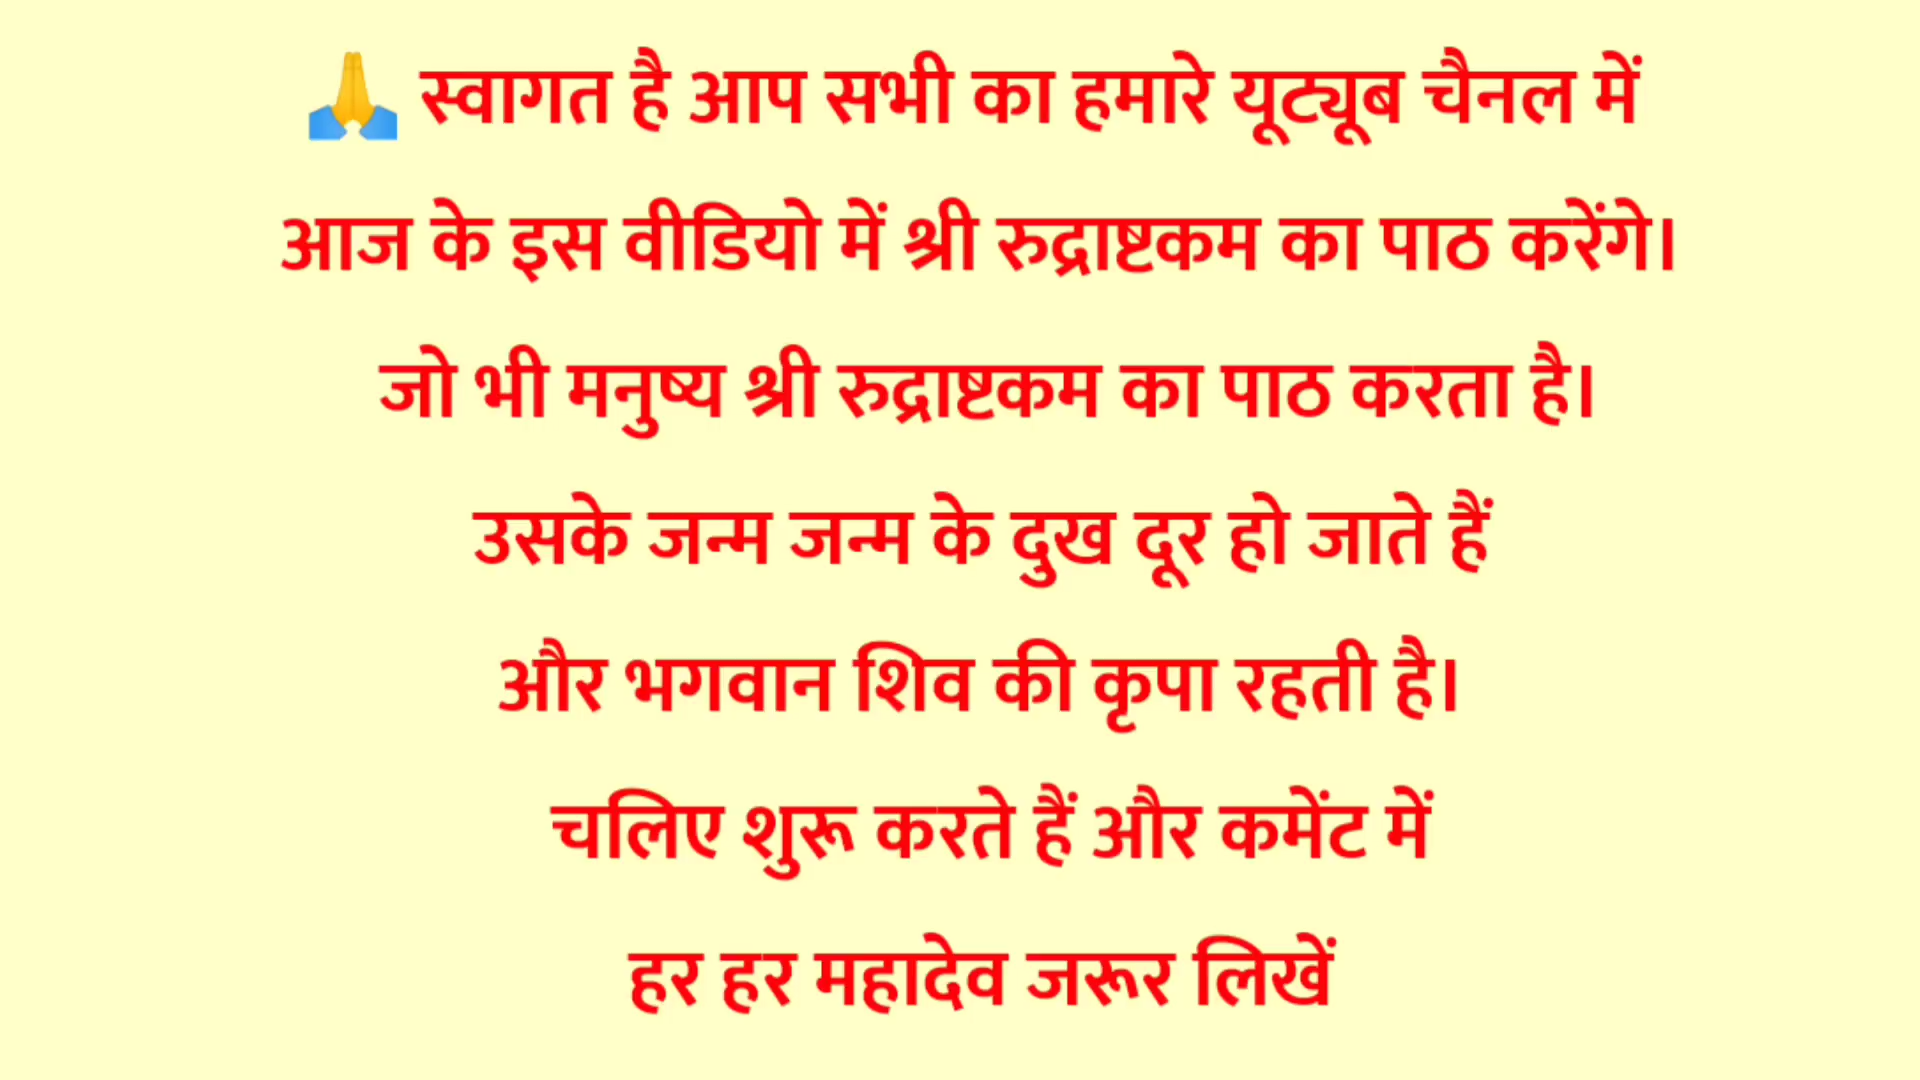 🙏 स्वागत है आप सभी का हमारे यूट्यूब चैनल में
आज के इस वीडियो में श्री रुद्राष्टकम का पाठ करेंगे।
जो भी मनुष्य श्री रुद्राष्टकम का पाठ करता है।
उसके जन्म जन्म के दुख दूर हो जाते हैं
और भगवान शिव की कृपा रहती है।
चलिए शुरू करते हैं और कमेंट में
हर हर महादेव जरूर लिखें